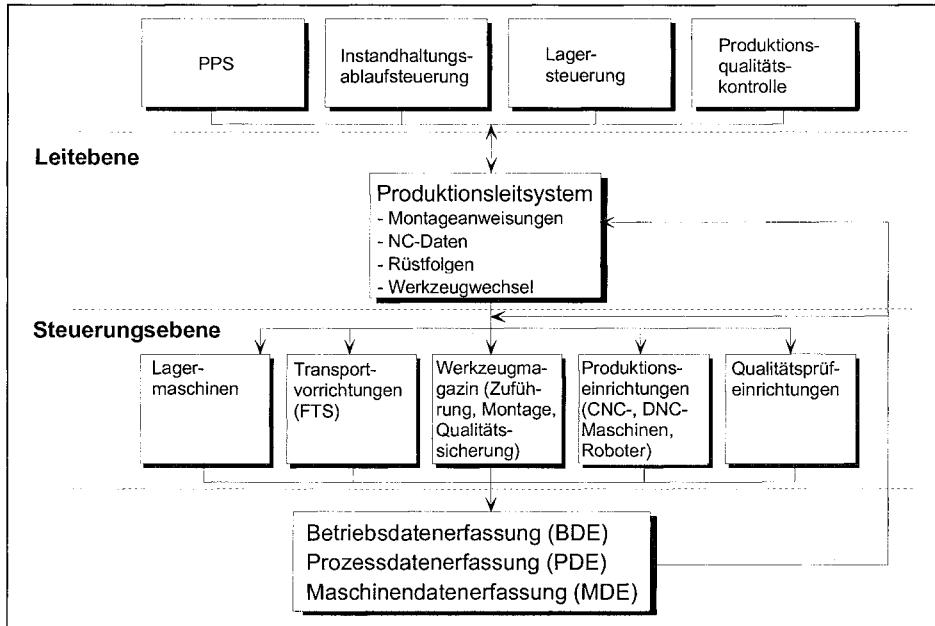 PPS
Instandhaltungs-
ablaufsteuerung
Lager-
steuerung
Produktions-
qualitäts-
kontrolle
Leitebene
Produktionsleitsystem
- Montageanweisungen
- NC-Daten
- Rüstfolgen
- Werkzeugwechsel
Steuerungsebene
Lager-
maschinen
Transport-
vorrichtungen
(FTS)
Werkzeugma-
gazin (Zufüh-
rung, Montage,
Qualitäts-
sicherung)
Produktions-
einrichtungen
(CNC-, DNC-
Maschinen,
Roboter)
Qualitätsprüf-
einrichtungen
Betriebsdatenerfassung (BDE)
Prozessdatenerfassung (PDE)
Maschinendatenerfassung (MDE)